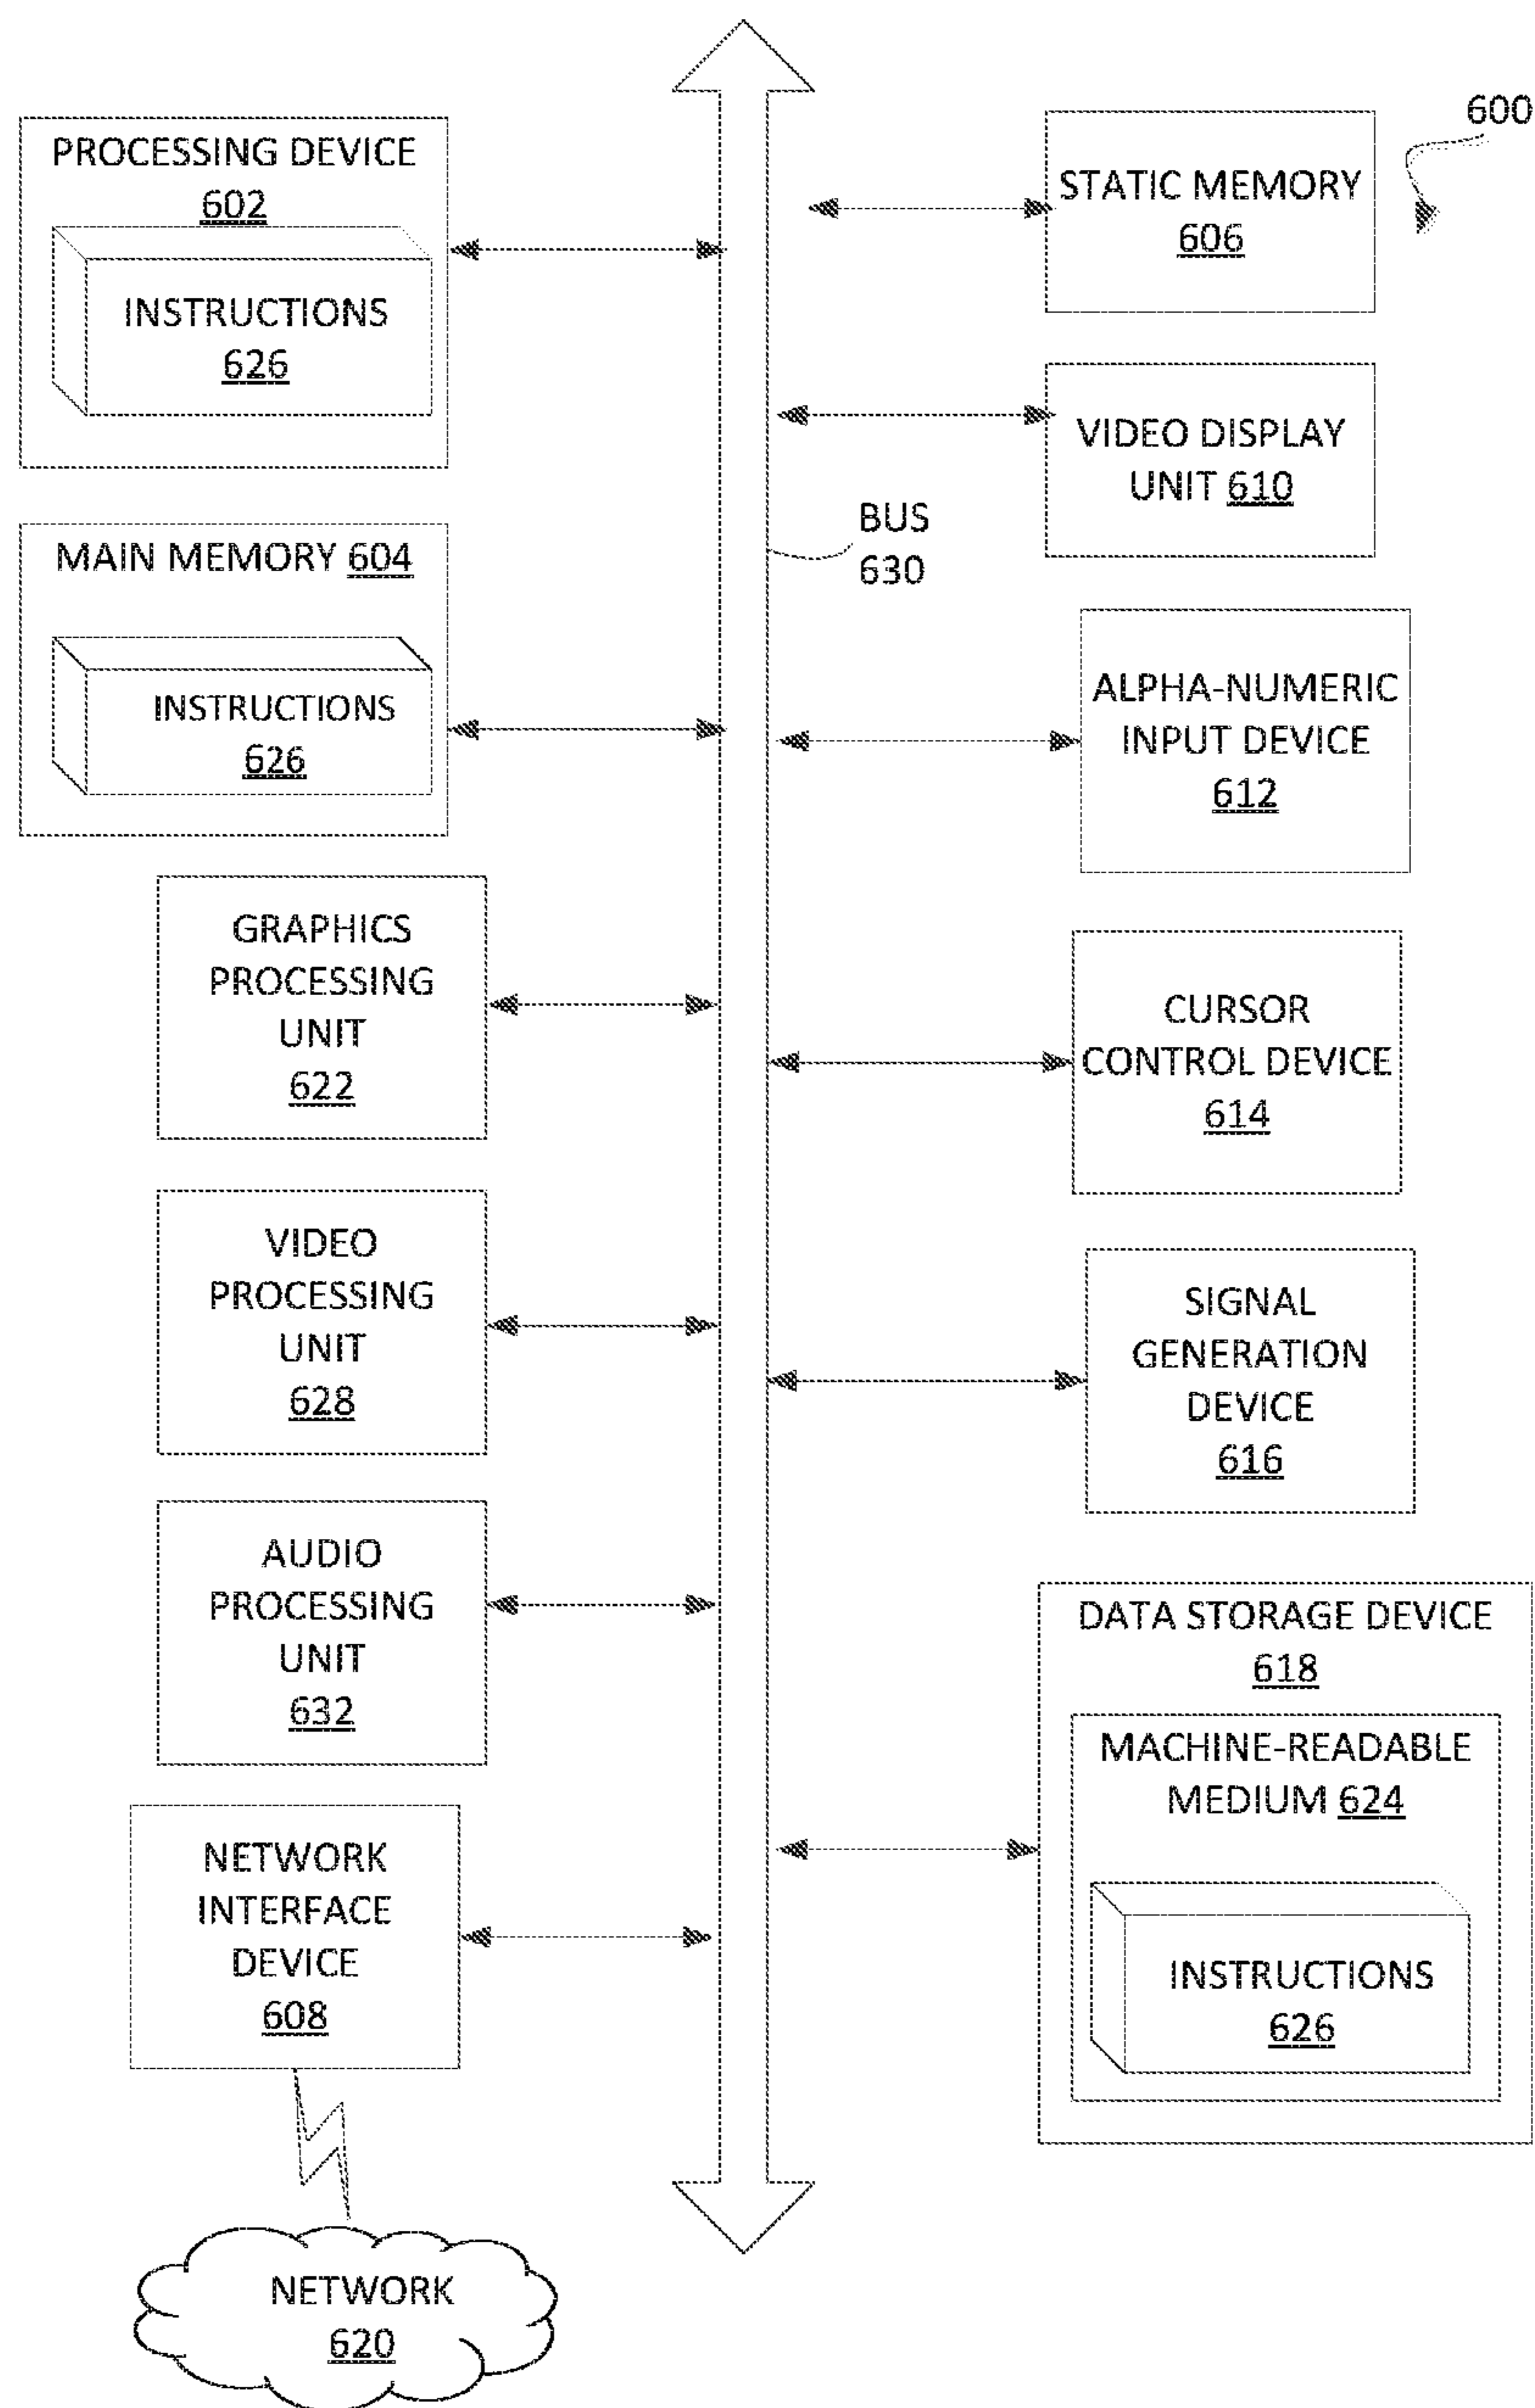 600
PROCESSING DEVICE
602
INSTRUCTIONS
626
MAIN MEMORY 604
INSTRUCTIONS
626
GRAPHICS
PROCESSING
UNIT
622
VIDEO
PROCESSING
UNIT
628
AUDIO
PROCESSING
UNIT
632
NETWORK
INTERFACE
DEVICE
608
NETWORK
620
BUS
630
STATIC MEMORY
606
VIDEO DISPLAY
UNIT 610
ALPHA-NUMERIC
INPUT DEVICE
612
CURSOR
CONTROL DEVICE
614
SIGNAL
GENERATION
DEVICE
616
DATA STORAGE DEVICE
618
MACHINE-READABLE
MEDIUM 624
INSTRUCTIONS
626